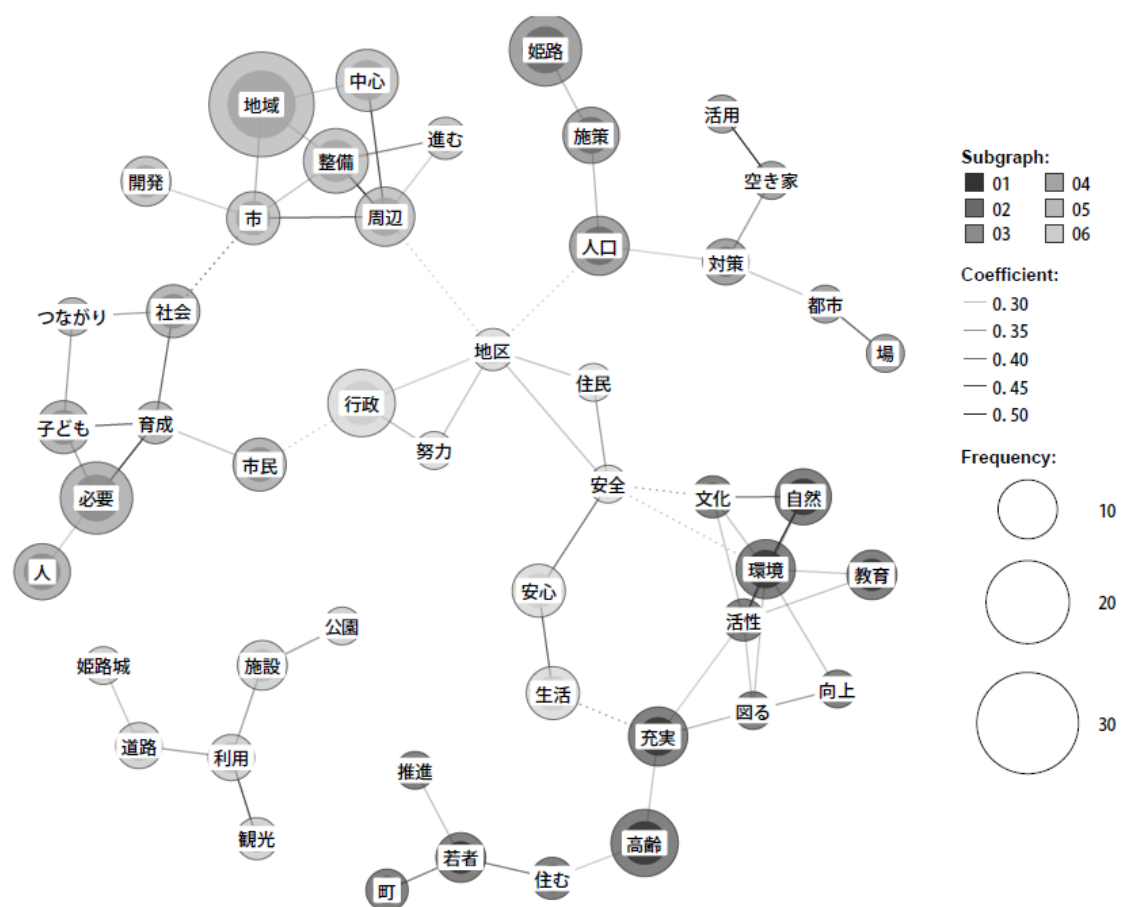 姫路
中心
地域
活用
施策
進む
整備
空き家
開発
市
周辺
人口
対策
都市
つながり
社会
地区
場
住民
行政
子ども
育成
努力
市民
安全
必要
文化
自然
人
環境
教育
安心
活性
公園
姫路城
施設
生活
向上
図る
道路
利用
充実
推進
観光
高齢
若者
住む
町
Subgraph:
01 04
02 05
03 06
Coefficient:
0.30
0.35
0.40
0.45
0.50
Frequency:
10
20
30